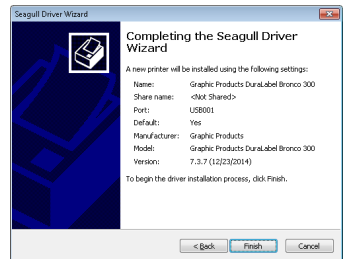 Seagull Driver Wizard
Completing the Seagull Driver
Wizard
A new printer will be installed using the following settings:
Name: Graphic Products DuraLabel Bronco 300
Share name: <Not Shared>
Port: USB001
Default: Yes
Manufacturer: Graphic Products
Model: Graphic Products DuraLabel Bronco 300
Version: 7.3.7 (12/23/2014)
To begin the driver installation process, click Finish.
< Back Finish Cancel